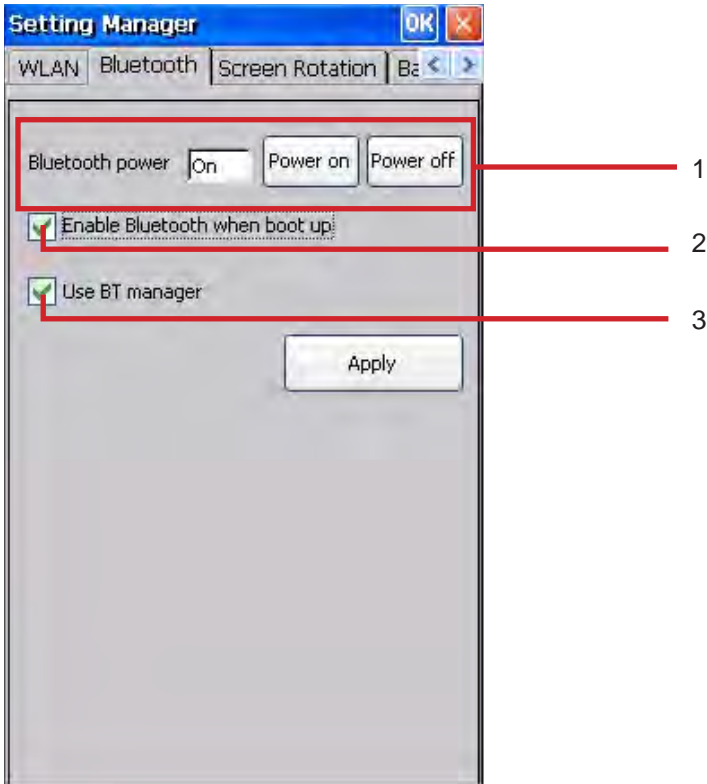 Setting Manager OK
WLAN Bluetooth Screen Rotation Ba
Bluetooth power On Power on Power off 1
Enable Bluetooth when boot up
2
Use BT manager
3
Apply